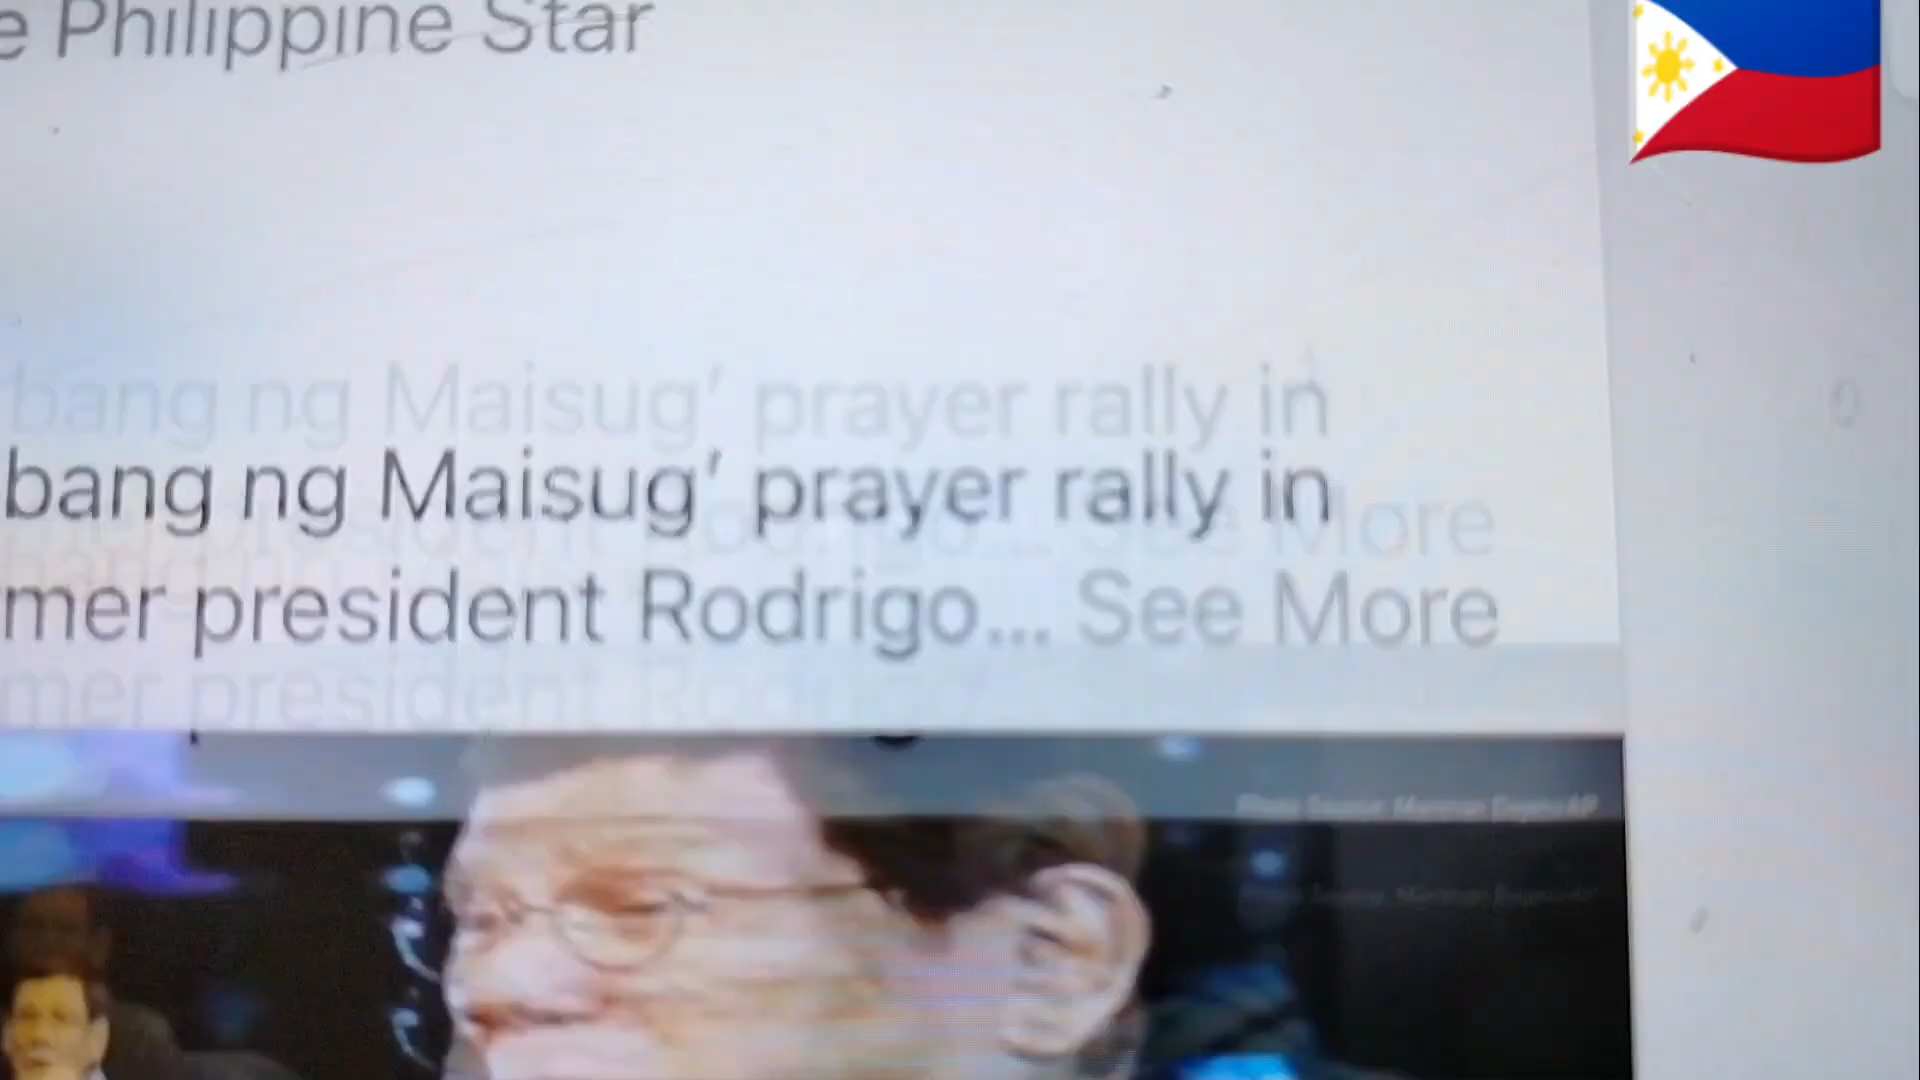 e Philippine Star
bang ng Maisug' prayer rally in
mer president Rodrigo... See More